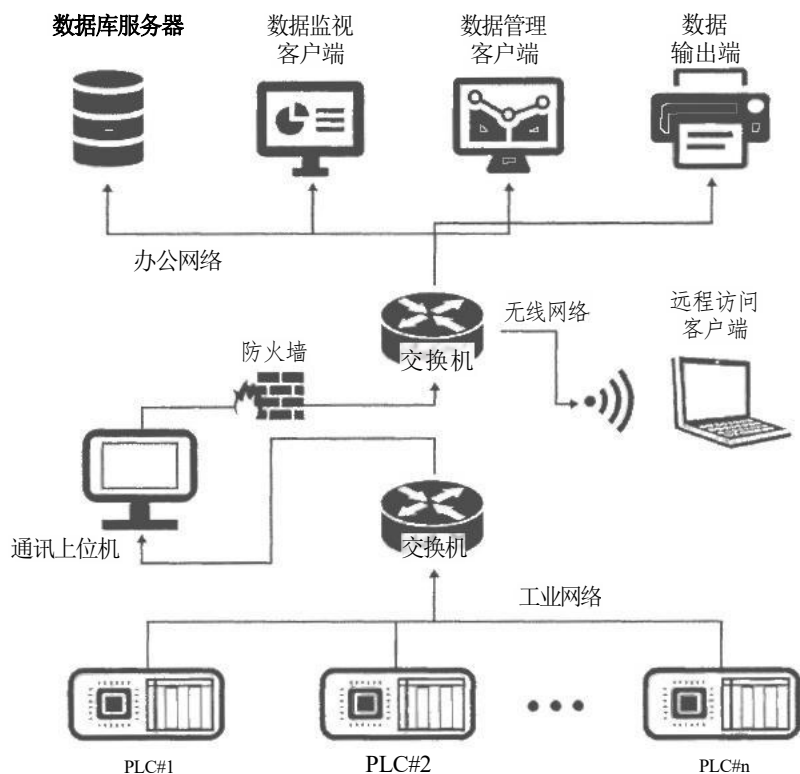 数据库服务器
数据监视
客户端
数据管理
客户端
数据
输出端
办公网络
无线网络
远程访问
客户端
防火墙
交换机
通讯上位机
交换机
工业网络
PLC#1
PLC#2
PLC#n